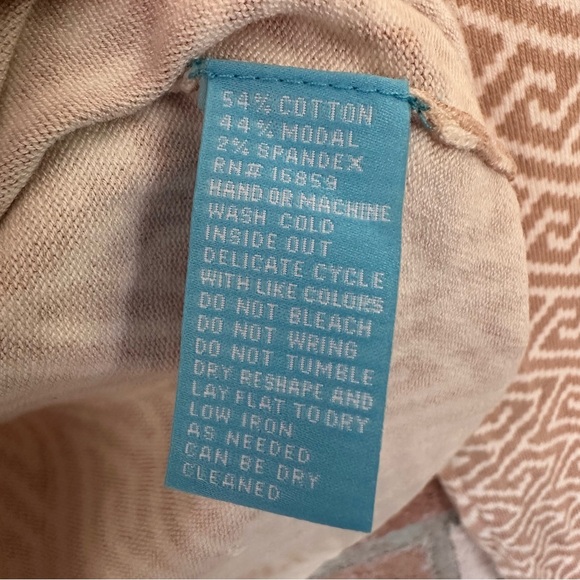 54% COTTON
44% MODAL
2% SPANDEX
RN# 16859
HAND OR MACHINE
WASH COLD
INSIDE OUT
DELICATE CYCLE
WITH LIKE COLORS
DO NOT BLEACH
DO NOT WRING
DO NOT TUMBLE
DRY RESHAPE AND
LAY FLAT TO DRY
LOW IRON
AS NEEDED
CAN BE DRY
CLEANED